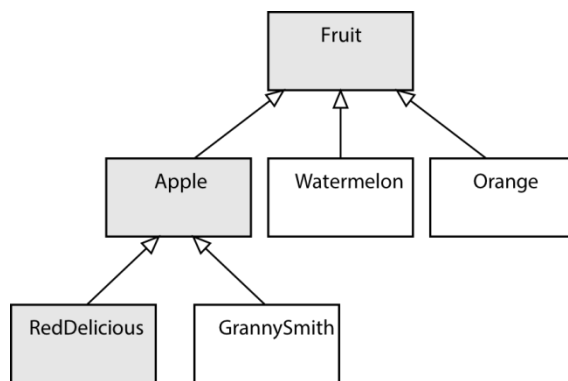 Fruit
Apple
Watermelon
Orange
RedDelicious
GrannySmith